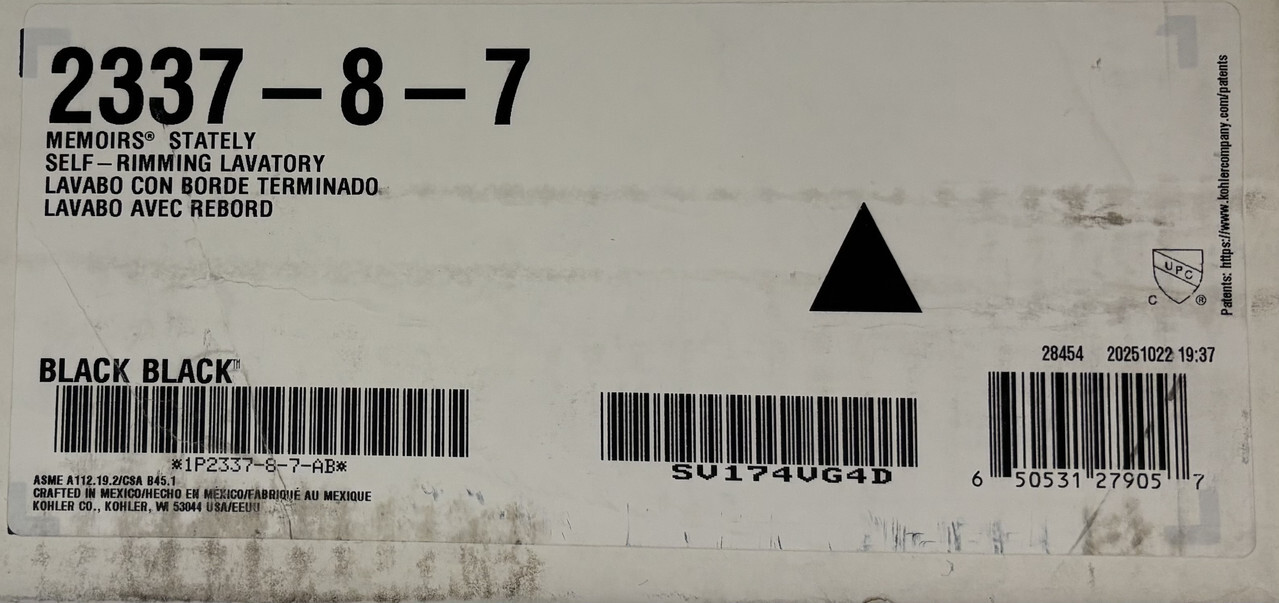 2337-8-7
MEMOIRS® STATELY
SELF-RIMMING LAVATORY
LAVABO CON BORDE TERMINADO
LAVABO AVEC REBORD
Patents: https://www.kohlercompany.com/patents
UPC
C ®
28454 20251022 19:37
BLACK BLACK™
*1P2337-8-7-AB*
SV174VG4D
6 50531 27905 7
ASME A112.19.2/CSA B45.1
CRAFTED IN MEXICO/HECHO EN MÉXICO/FABRIQUÉ AU MEXIQUE
KOHLER CO., KOHLER, WI 53044 USA/EEUU